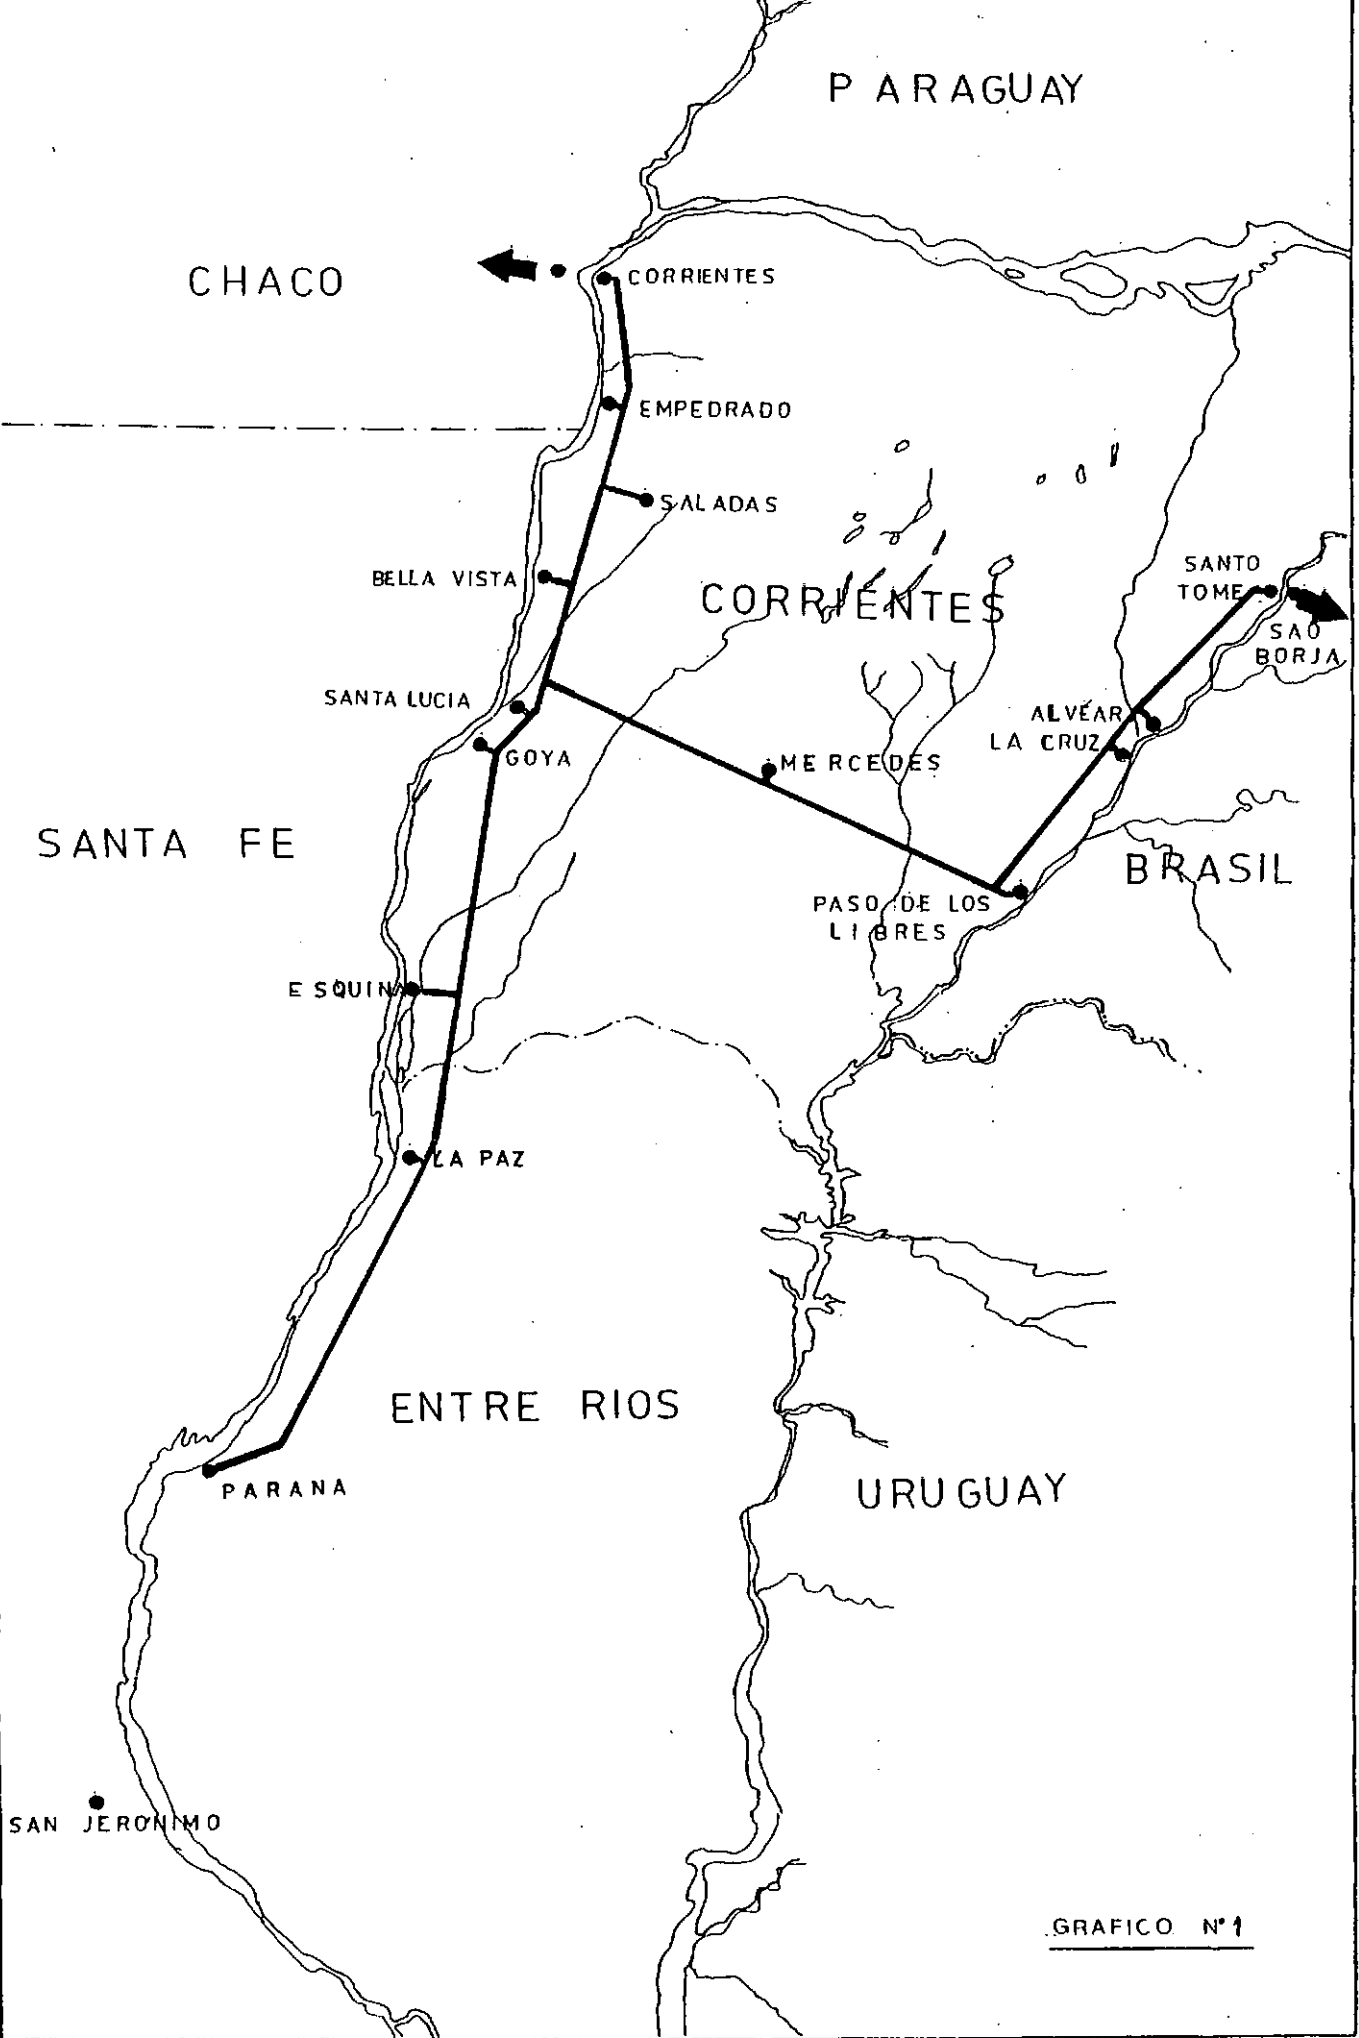 PARAGUAY
CHACO
CORRIENTES
EMPEDRADO
SALADAS
BELLA VISTA
CORRIENTES
SANTO
TOME
SAO
BORJA
SANTA LUCIA
ALVEAR
LA CRUZ
GOYA
MERCEDES
SANTA FE
BRASIL
PASO DE LOS
LIBRES
ESQUINA
LA PAZ
ENTRE RIOS
PARANA
URUGUAY
SAN JERONIMO
GRAFICO N° 1